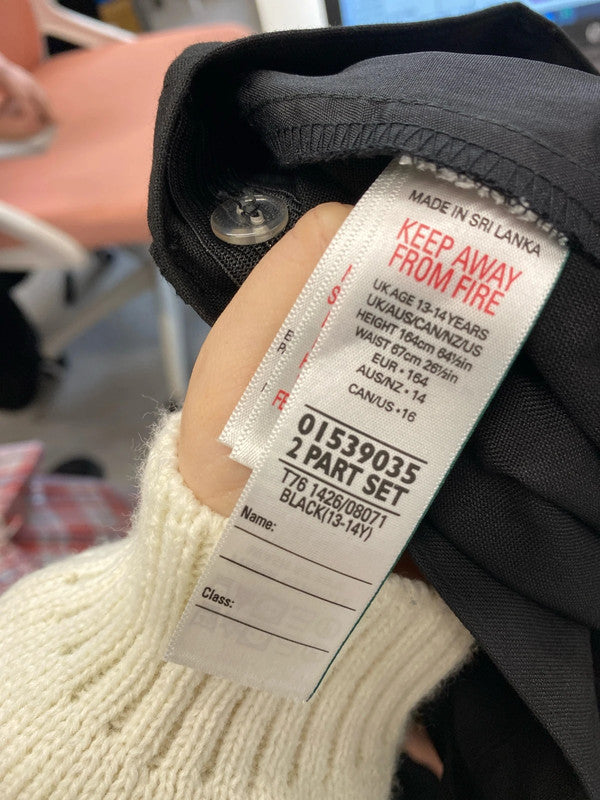 MADE IN SRI LANKA
KEEP AWAY
FROM FIRE
UK AGE 13-14 YEARS
UK/AUS/CAN/NZ/US
HEIGHT 164cm 64½in
WAIST 67cm 26½in
EUR • 164
AUS/NZ • 14
CAN/US • 16
01539035
2 PART SET
T76 1426/08071
BLACK(13-14Y)
Name:
Class: